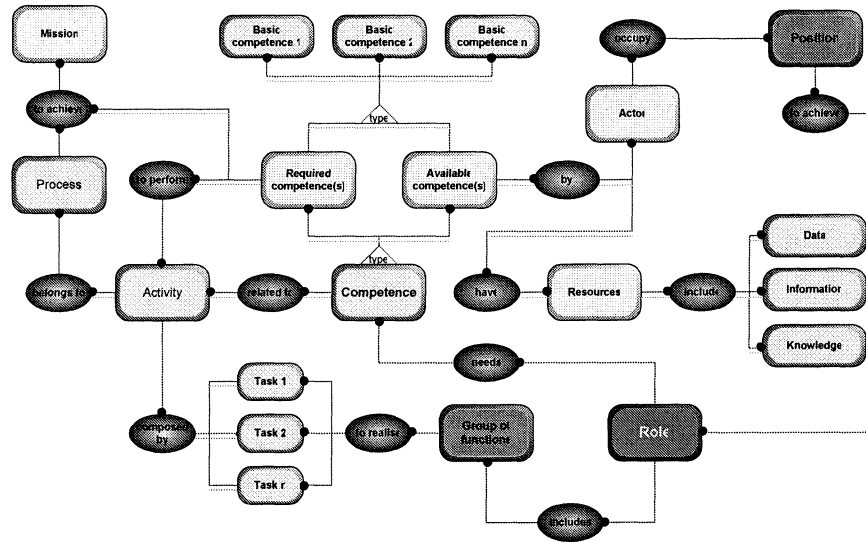 Mission
Basic
competence 1
Basic
competence 2
Basic
competence n
occupy
Position
to achieve
type
Actor
to achieve
Process
to perform
Required
competence(s)
Available
competence(s)
by
type
Data
belongs to
Activity
related to
Competence
have
Resources
include
Information
Knowledge
needs
Task 1
composed
by
Task 2
to realise
Group of
functions
Role
Task r
includes